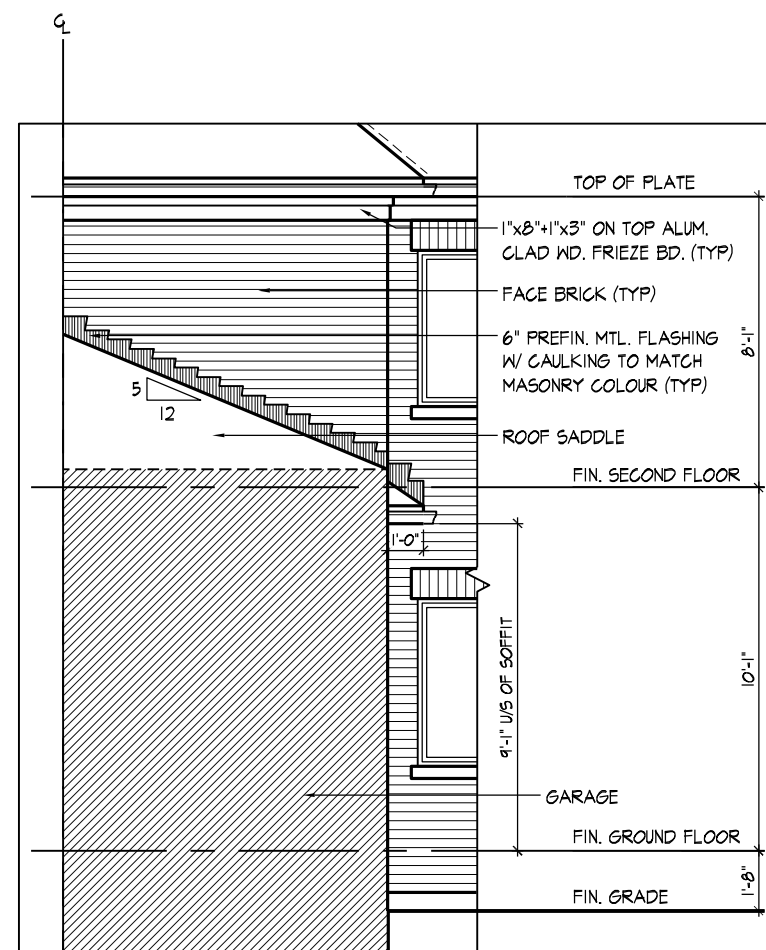 ℄
TOP OF PLATE
1"x8"+1"x3" ON TOP ALUM.
CLAD WD. FRIEZE BD. (TYP)
FACE BRICK (TYP)
6" PREFIN. MTL. FLASHING
W/ CAULKING TO MATCH
MASONRY COLOUR (TYP)
8'-1"
5
12
ROOF SADDLE
FIN. SECOND FLOOR
1'-0"
9'-1" U/S OF SOFFIT
10'-1"
GARAGE
FIN. GROUND FLOOR
1'-8"
FIN. GRADE